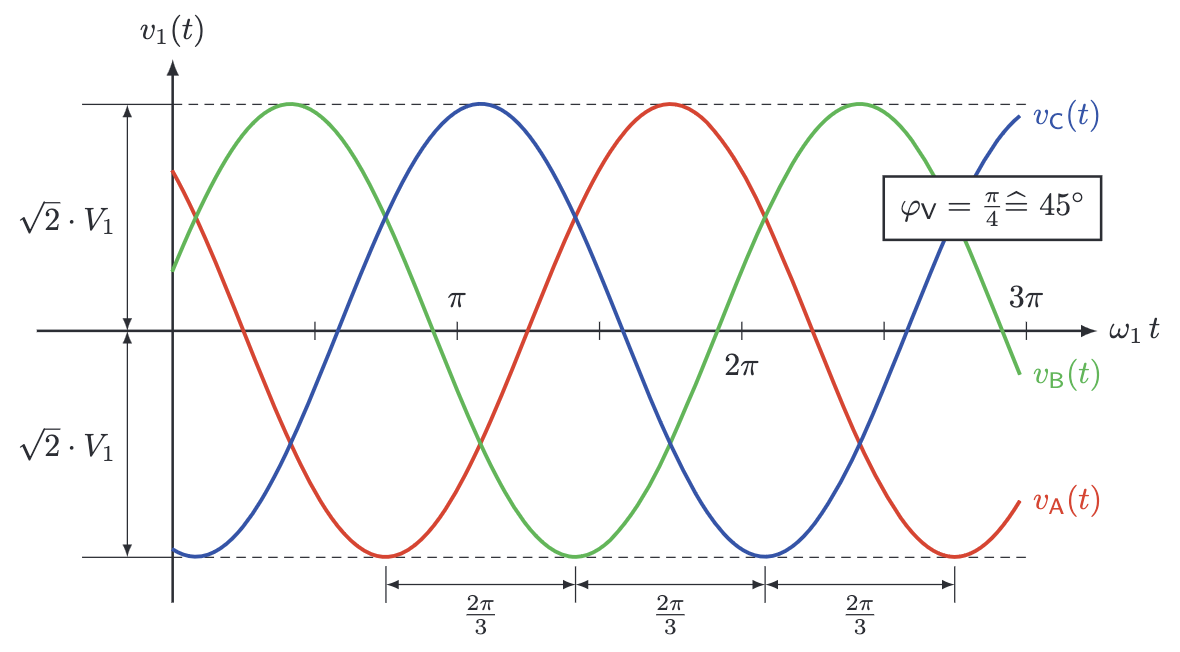 v₁(t)
v_C(t)
√2 · V₁
φ_V = π/4 ≙ 45°
π
3π
ω₁ t
2π
v_B(t)
√2 · V₁
v_A(t)
2π/3
2π/3
2π/3